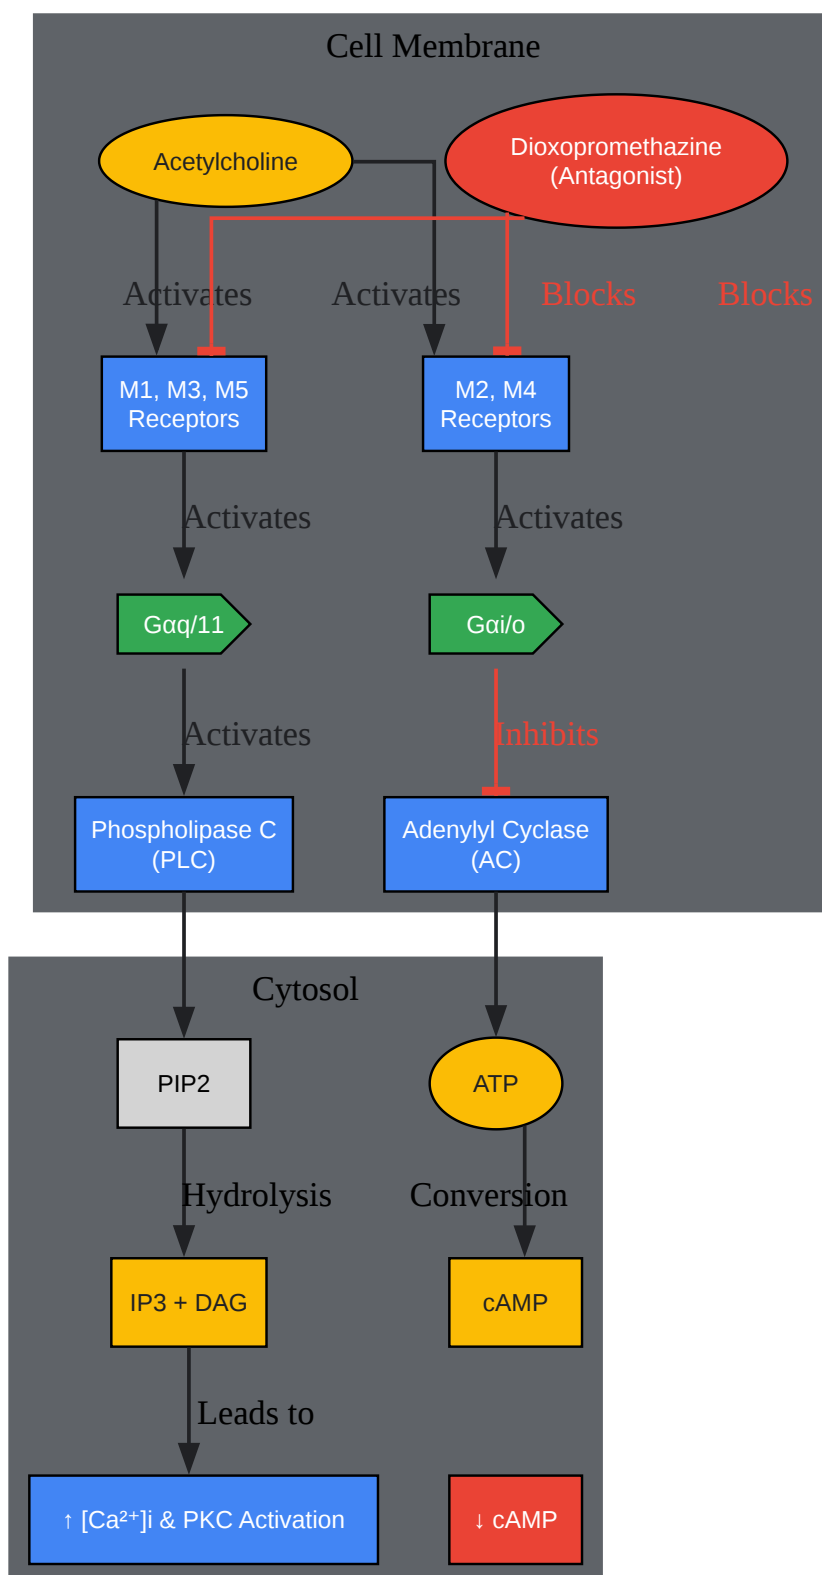 Cell Membrane
Acetylcholine
Dioxopromethazine
(Antagonist)
Activates
Activates
Blocks
Blocks
M1, M3, M5
Receptors
M2, M4
Receptors
Activates
Activates
Gαq/11
Gαi/o
Activates
Inhibits
Phospholipase C
(PLC)
Adenylyl Cyclase
(AC)
Cytosol
PIP2
ATP
Hydrolysis
Conversion
IP3 + DAG
cAMP
Leads to
↑ [Ca²⁺]i & PKC Activation
↓ cAMP